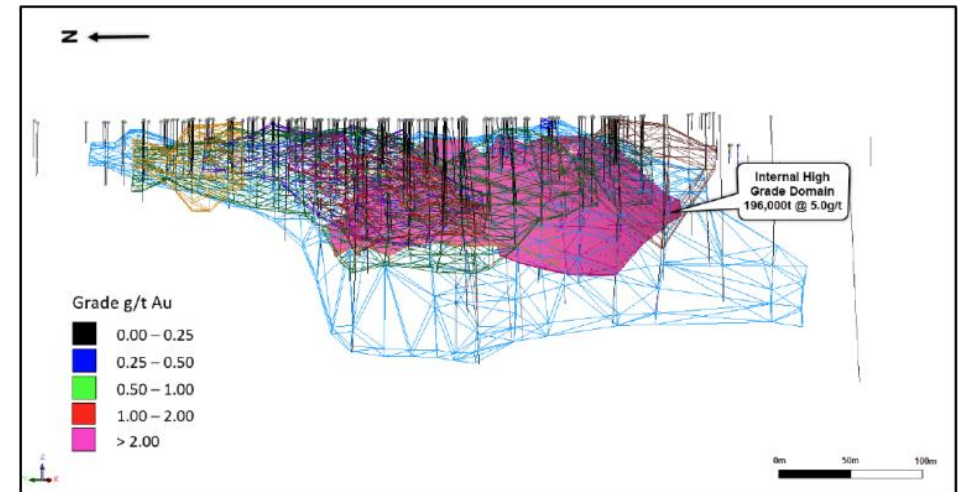 N
Internal High
Grade Domain
196,000t @ 5.0g/t
Grade g/t Au
0.00 – 0.25
0.25 – 0.50
0.50 – 1.00
1.00 – 2.00
> 2.00
Z
Y
X
0m 50m 100m